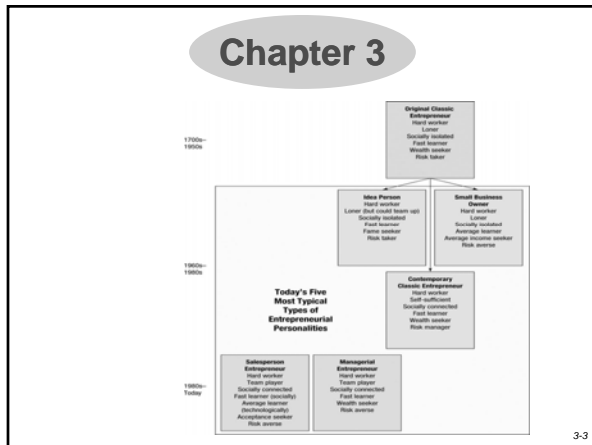 Chapter 3
Original Classic
Entrepreneur
Hard worker
Loner
Socially isolated
Fast learner
Wealth seeker
Risk taker
1700s–
1950s
Idea Person
Hard worker
Loner (but could team up)
Socially isolated
Fast learner
Fame seeker
Risk taker
Small Business
Owner
Hard worker
Loner
Socially isolated
Average learner
Average income seeker
Risk averse
1960s–
1980s
Contemporary
Classic Entrepreneur
Hard worker
Self-sufficient
Socially connected
Fast learner
Wealth seeker
Risk manager
Today's Five
Most Typical
Types of
Entrepreneurial
Personalities
1980s–
Today
Salesperson
Entrepreneur
Hard worker
Team player
Socially connected
Fast learner (socially)
Average learner
(technologically)
Acceptance seeker
Risk averse
Managerial
Entrepreneur
Hard worker
Team player
Socially connected
Fast learner
Wealth seeker
Risk averse
3-3